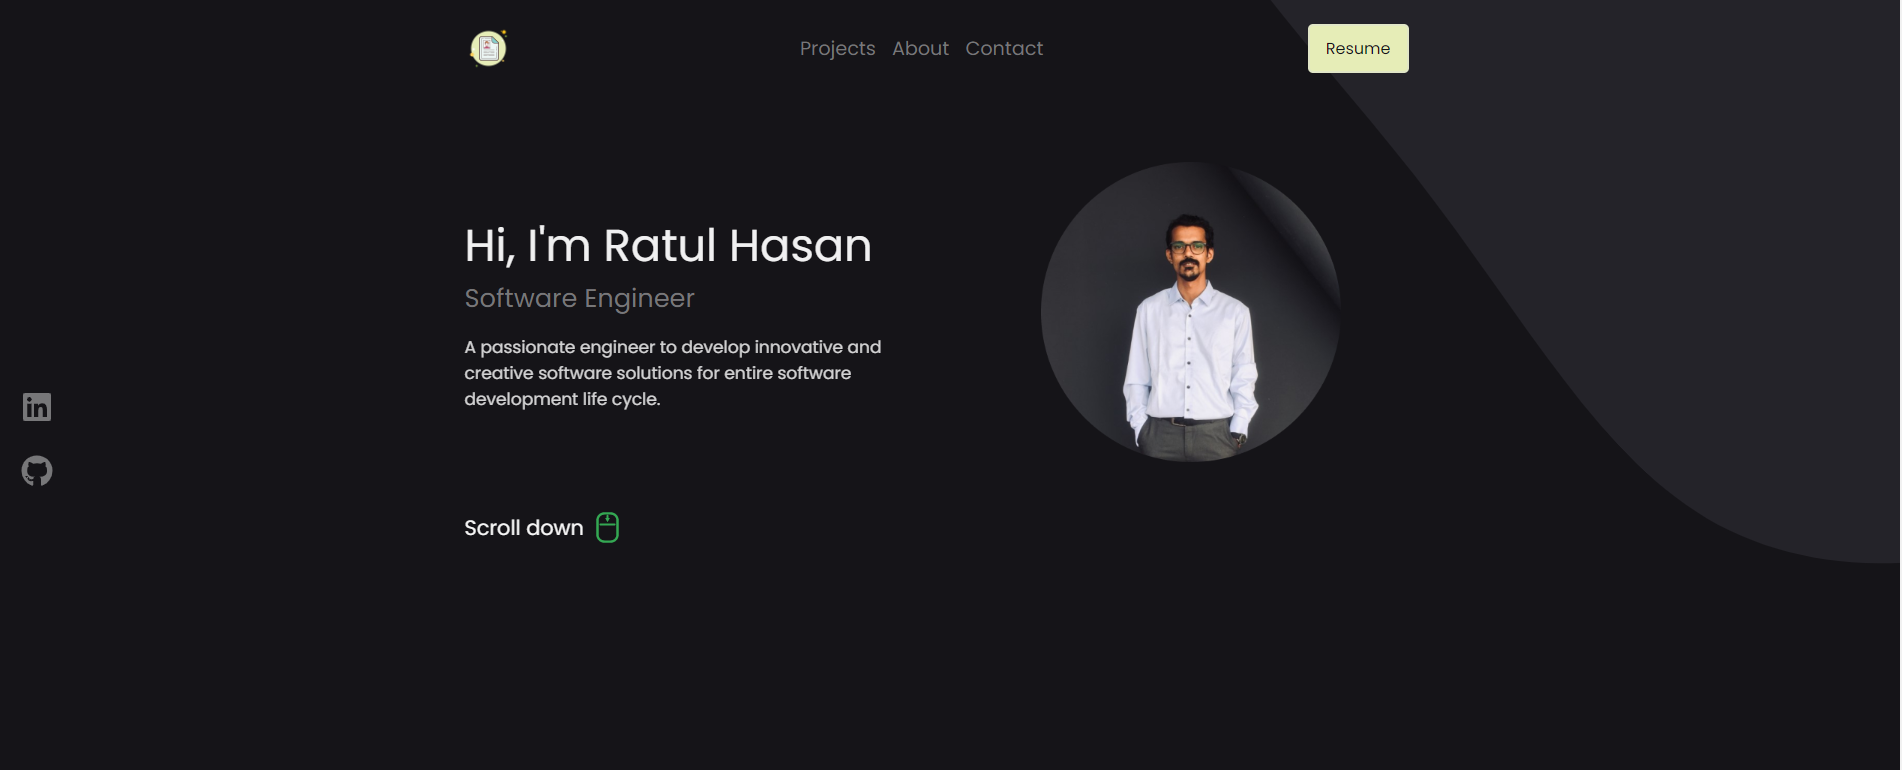 Projects About Contact
Resume
Hi, I'm Ratul Hasan
Software Engineer
A passionate engineer to develop innovative and
creative software solutions for entire software
development life cycle.
in
Scroll down